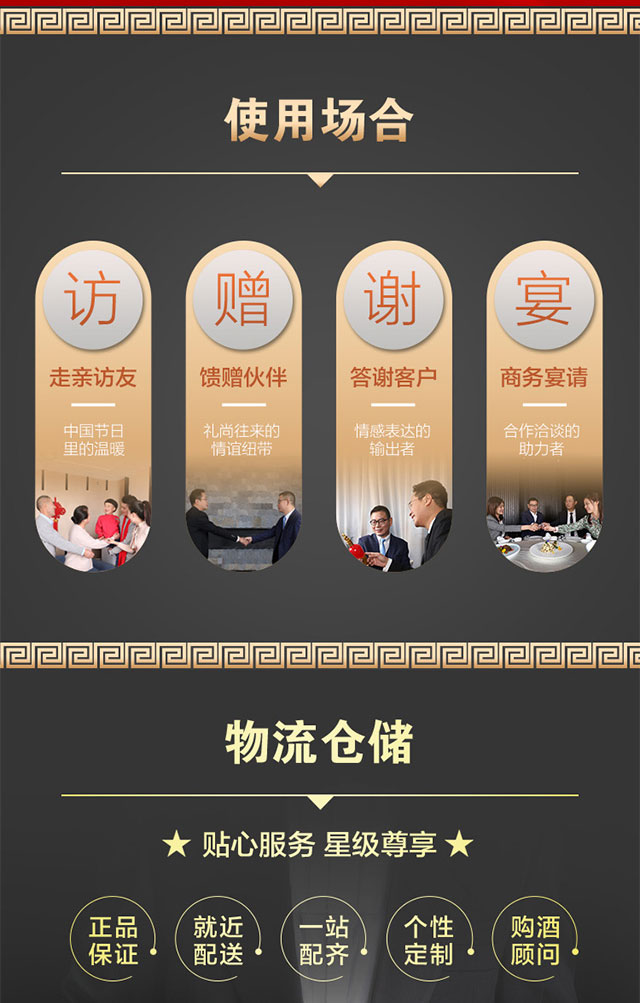 使用场合
访
走亲访友
中国节日
里的温暖
赠
馈赠伙伴
礼尚往来的
情谊纽带
谢
答谢客户
情感表达的
输出者
宴
商务宴请
合作洽谈的
助力者
物流仓储
★ 贴心服务 星级尊享 ★
正品
保证
就近
配送
一站
配齐
个性
定制
购酒
顾问